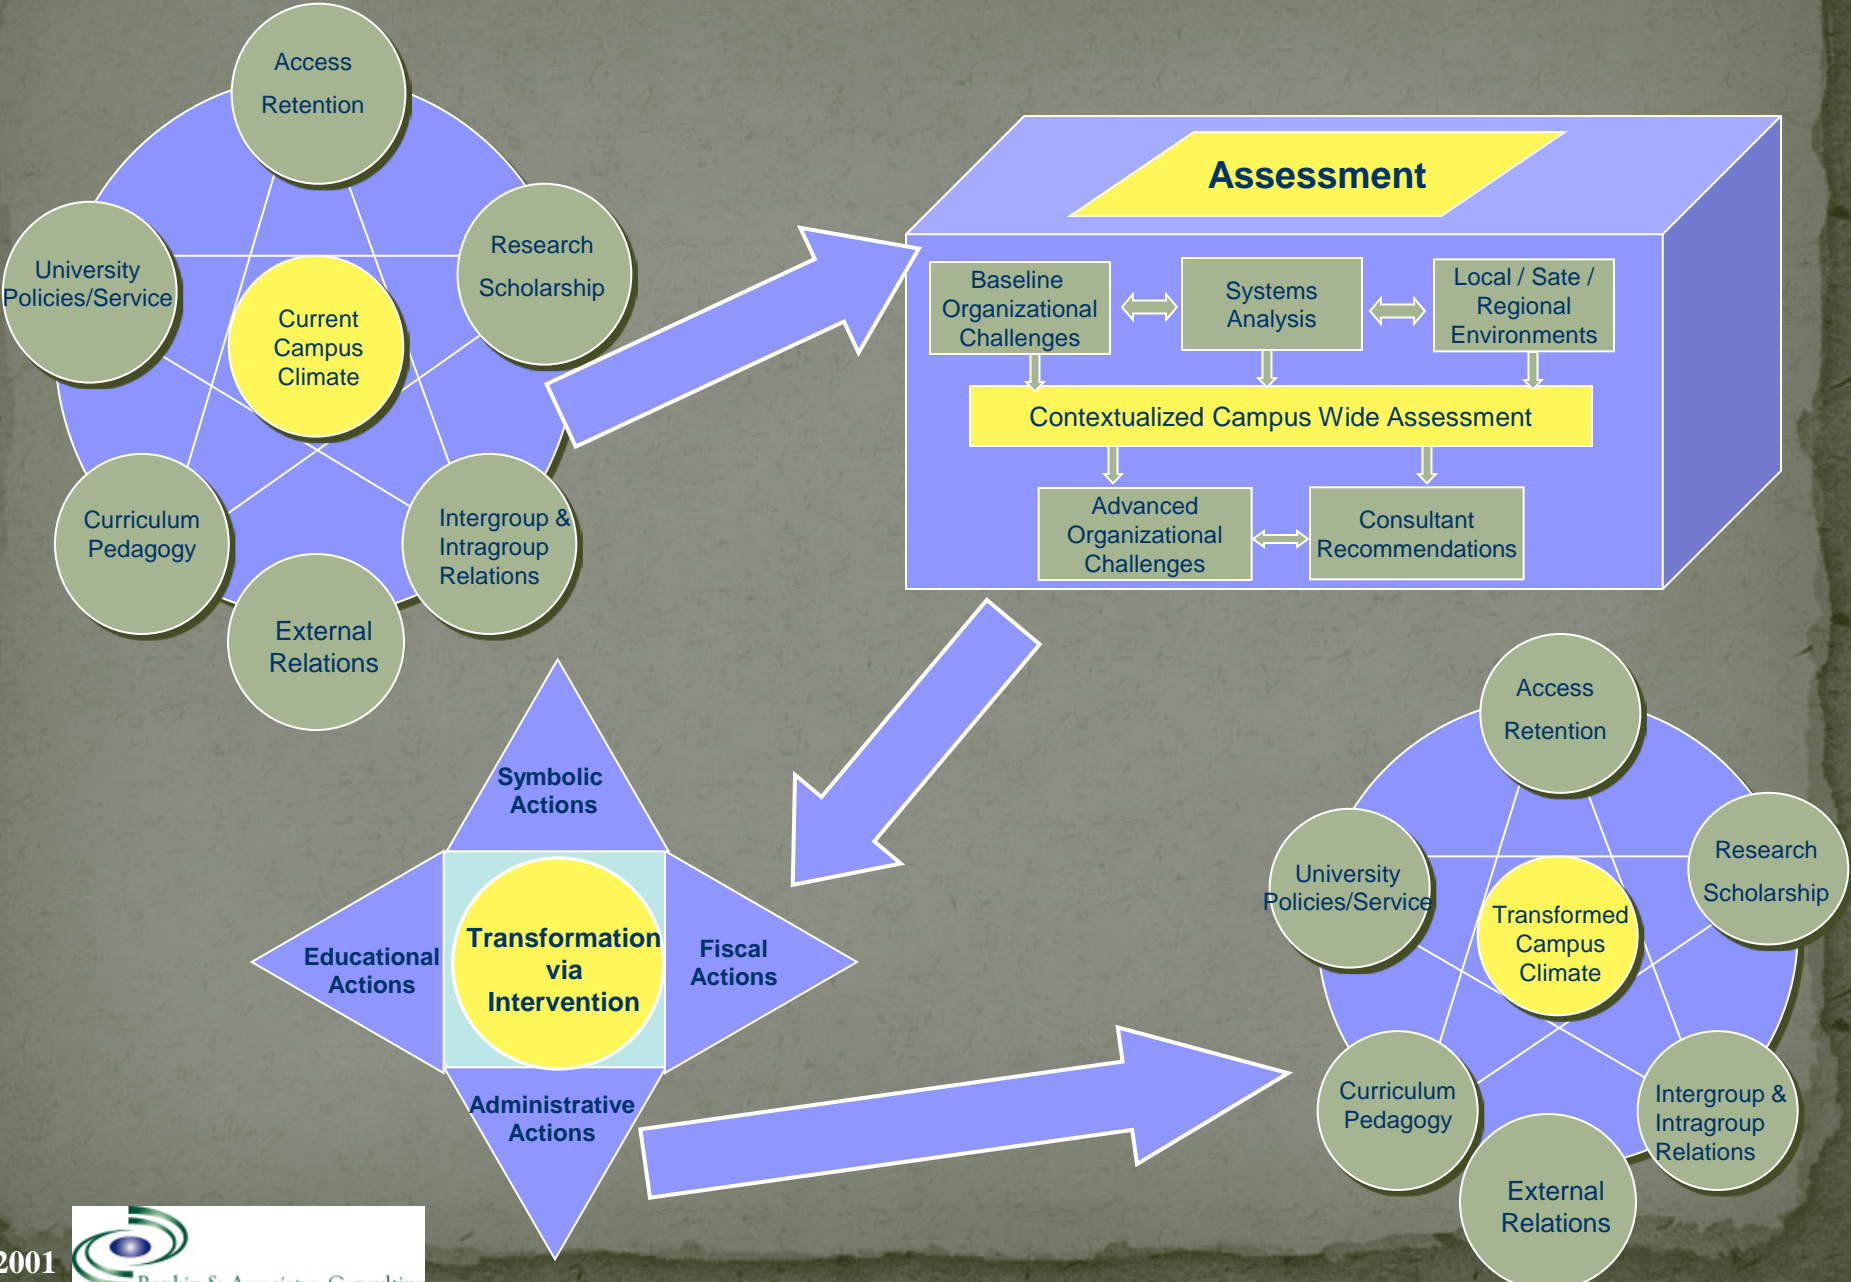 Access
Retention
Research
Scholarship
University
Policies/Service
Current
Campus
Climate
Curriculum
Pedagogy
Intergroup &
Intragroup
Relations
External
Relations
Assessment
Baseline
Organizational
Challenges
Systems
Analysis
Local / Sate /
Regional
Environments
Contextualized Campus Wide Assessment
Advanced
Organizational
Challenges
Consultant
Recommendations
Symbolic
Actions
Educational
Actions
Transformation
via
Intervention
Fiscal
Actions
Administrative
Actions
Access
Retention
Research
Scholarship
University
Policies/Service
Transformed
Campus
Climate
Curriculum
Pedagogy
Intergroup &
Intragroup
Relations
External
Relations
2001
& Associates